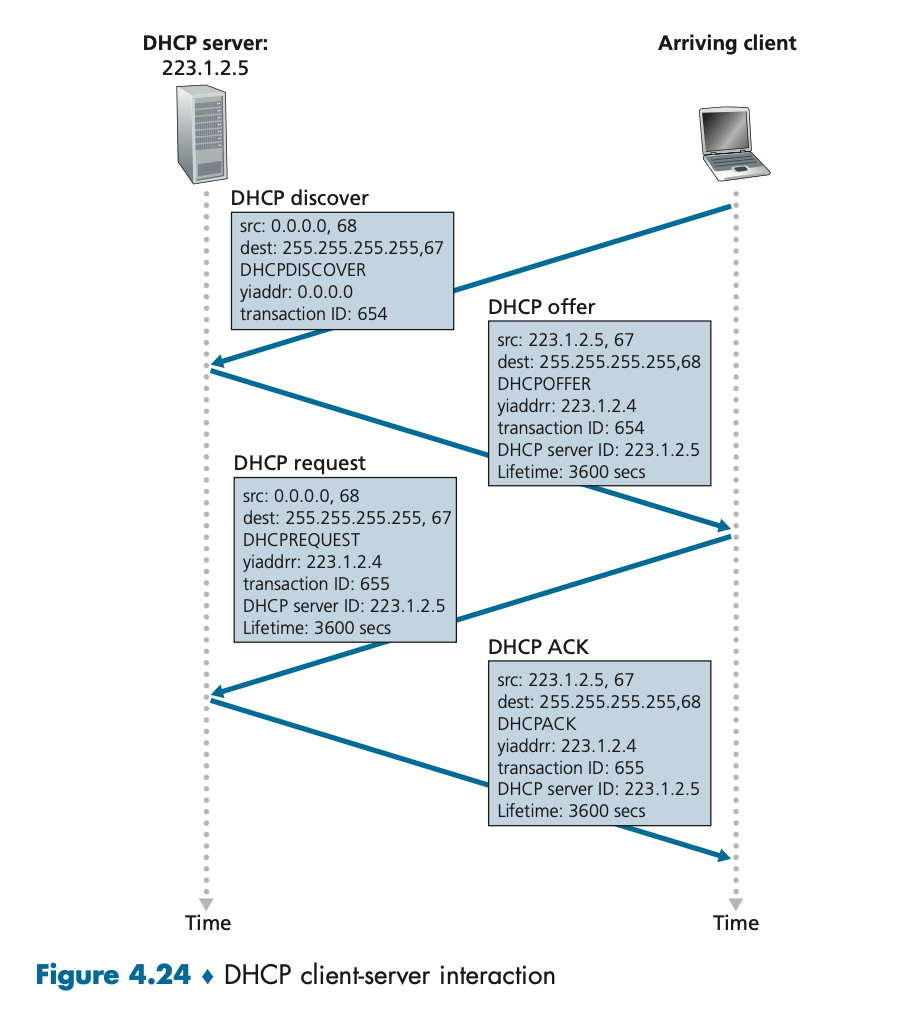 DHCP server:
223.1.2.5
Arriving client
DHCP discover
src: 0.0.0.0, 68
dest: 255.255.255.255,67
DHCPDISCOVER
yiaddr: 0.0.0.0
transaction ID: 654
DHCP offer
src: 223.1.2.5, 67
dest: 255.255.255.255,68
DHCPOFFER
yiaddrr: 223.1.2.4
transaction ID: 654
DHCP server ID: 223.1.2.5
Lifetime: 3600 secs
DHCP request
src: 0.0.0.0, 68
dest: 255.255.255.255, 67
DHCPREQUEST
yiaddrr: 223.1.2.4
transaction ID: 655
DHCP server ID: 223.1.2.5
Lifetime: 3600 secs
DHCP ACK
src: 223.1.2.5, 67
dest: 255.255.255.255,68
DHCPACK
yiaddrr: 223.1.2.4
transaction ID: 655
DHCP server ID: 223.1.2.5
Lifetime: 3600 secs
Time
Time
Figure 4.24 ♦ DHCP client-server interaction